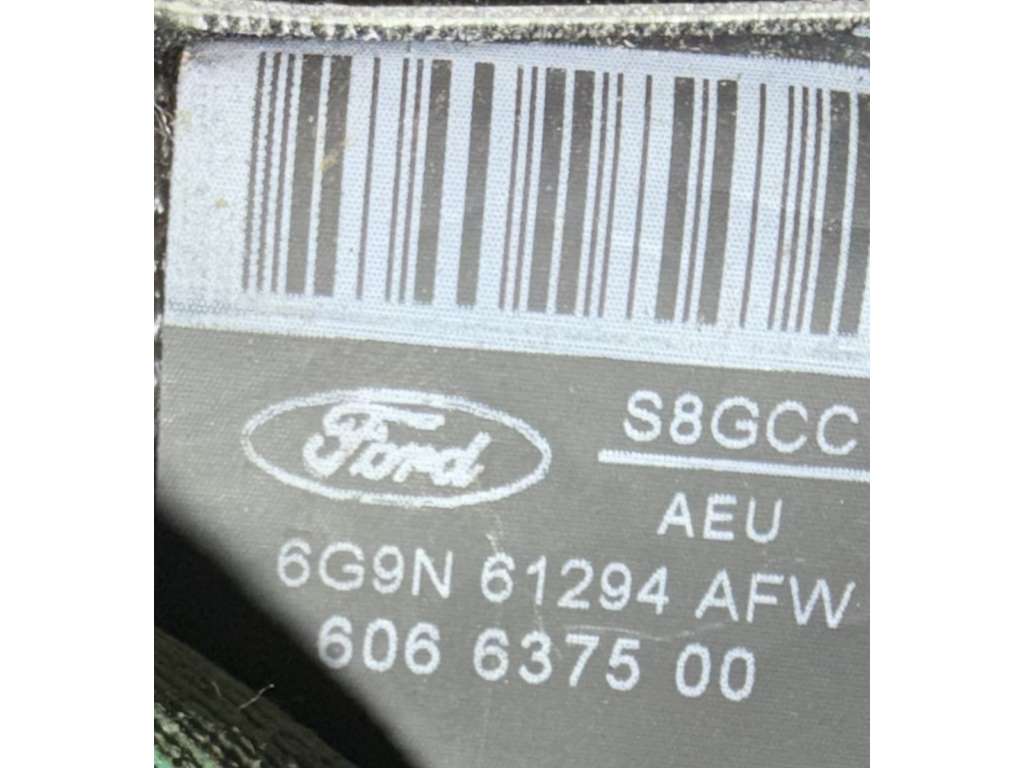 S8GCC
Ford
AEU
6G9N 61294 AFW
606 6375 00